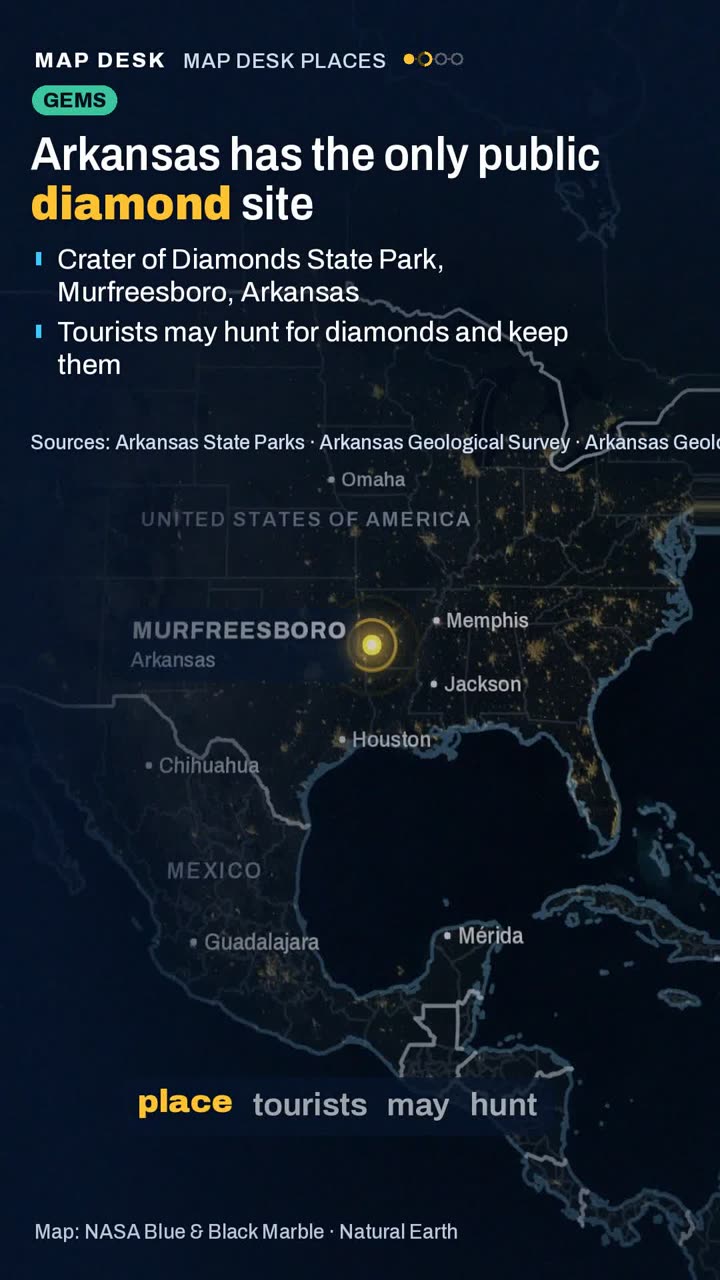 MAP DESK MAP DESK PLACES
GEMS
Arkansas has the only public
diamond site
Crater of Diamonds State Park,
Murfreesboro, Arkansas
Tourists may hunt for diamonds and keep
them
Sources: Arkansas State Parks · Arkansas Geological Survey · Arkansas Geolo
Omaha
UNITED STATES OF AMERICA
MURFREESBORO
Arkansas
Memphis
Jackson
Houston
Chihuahua
MEXICO
Guadalajara
Mérida
place tourists may hunt
Map: NASA Blue & Black Marble · Natural Earth